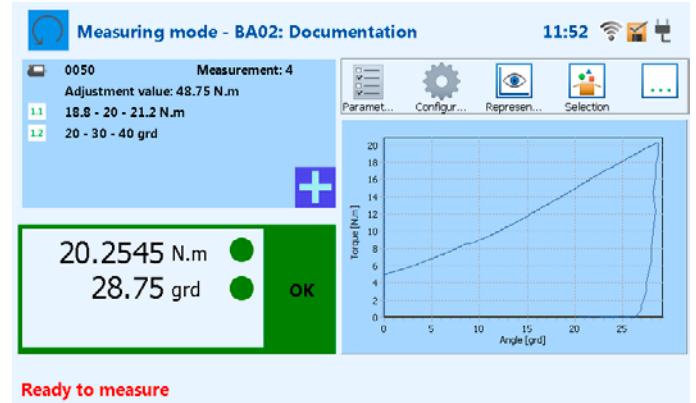 Measuring mode - BA02: Documentation 11:52
0050 Measurement: 4
Adjustment value: 48.75 N.m
1.1 18.8 - 20 - 21.2 N.m
1.2 20 - 30 - 40 grd
Paramet... Configur... Represen... Selection ...
20.2545 N.m
28.75 grd
OK
Torque [N.m]
20
18
16
14
12
10
8
6
4
2
0
0 5 10 15 20 25
Angle [grd]
Ready to measure